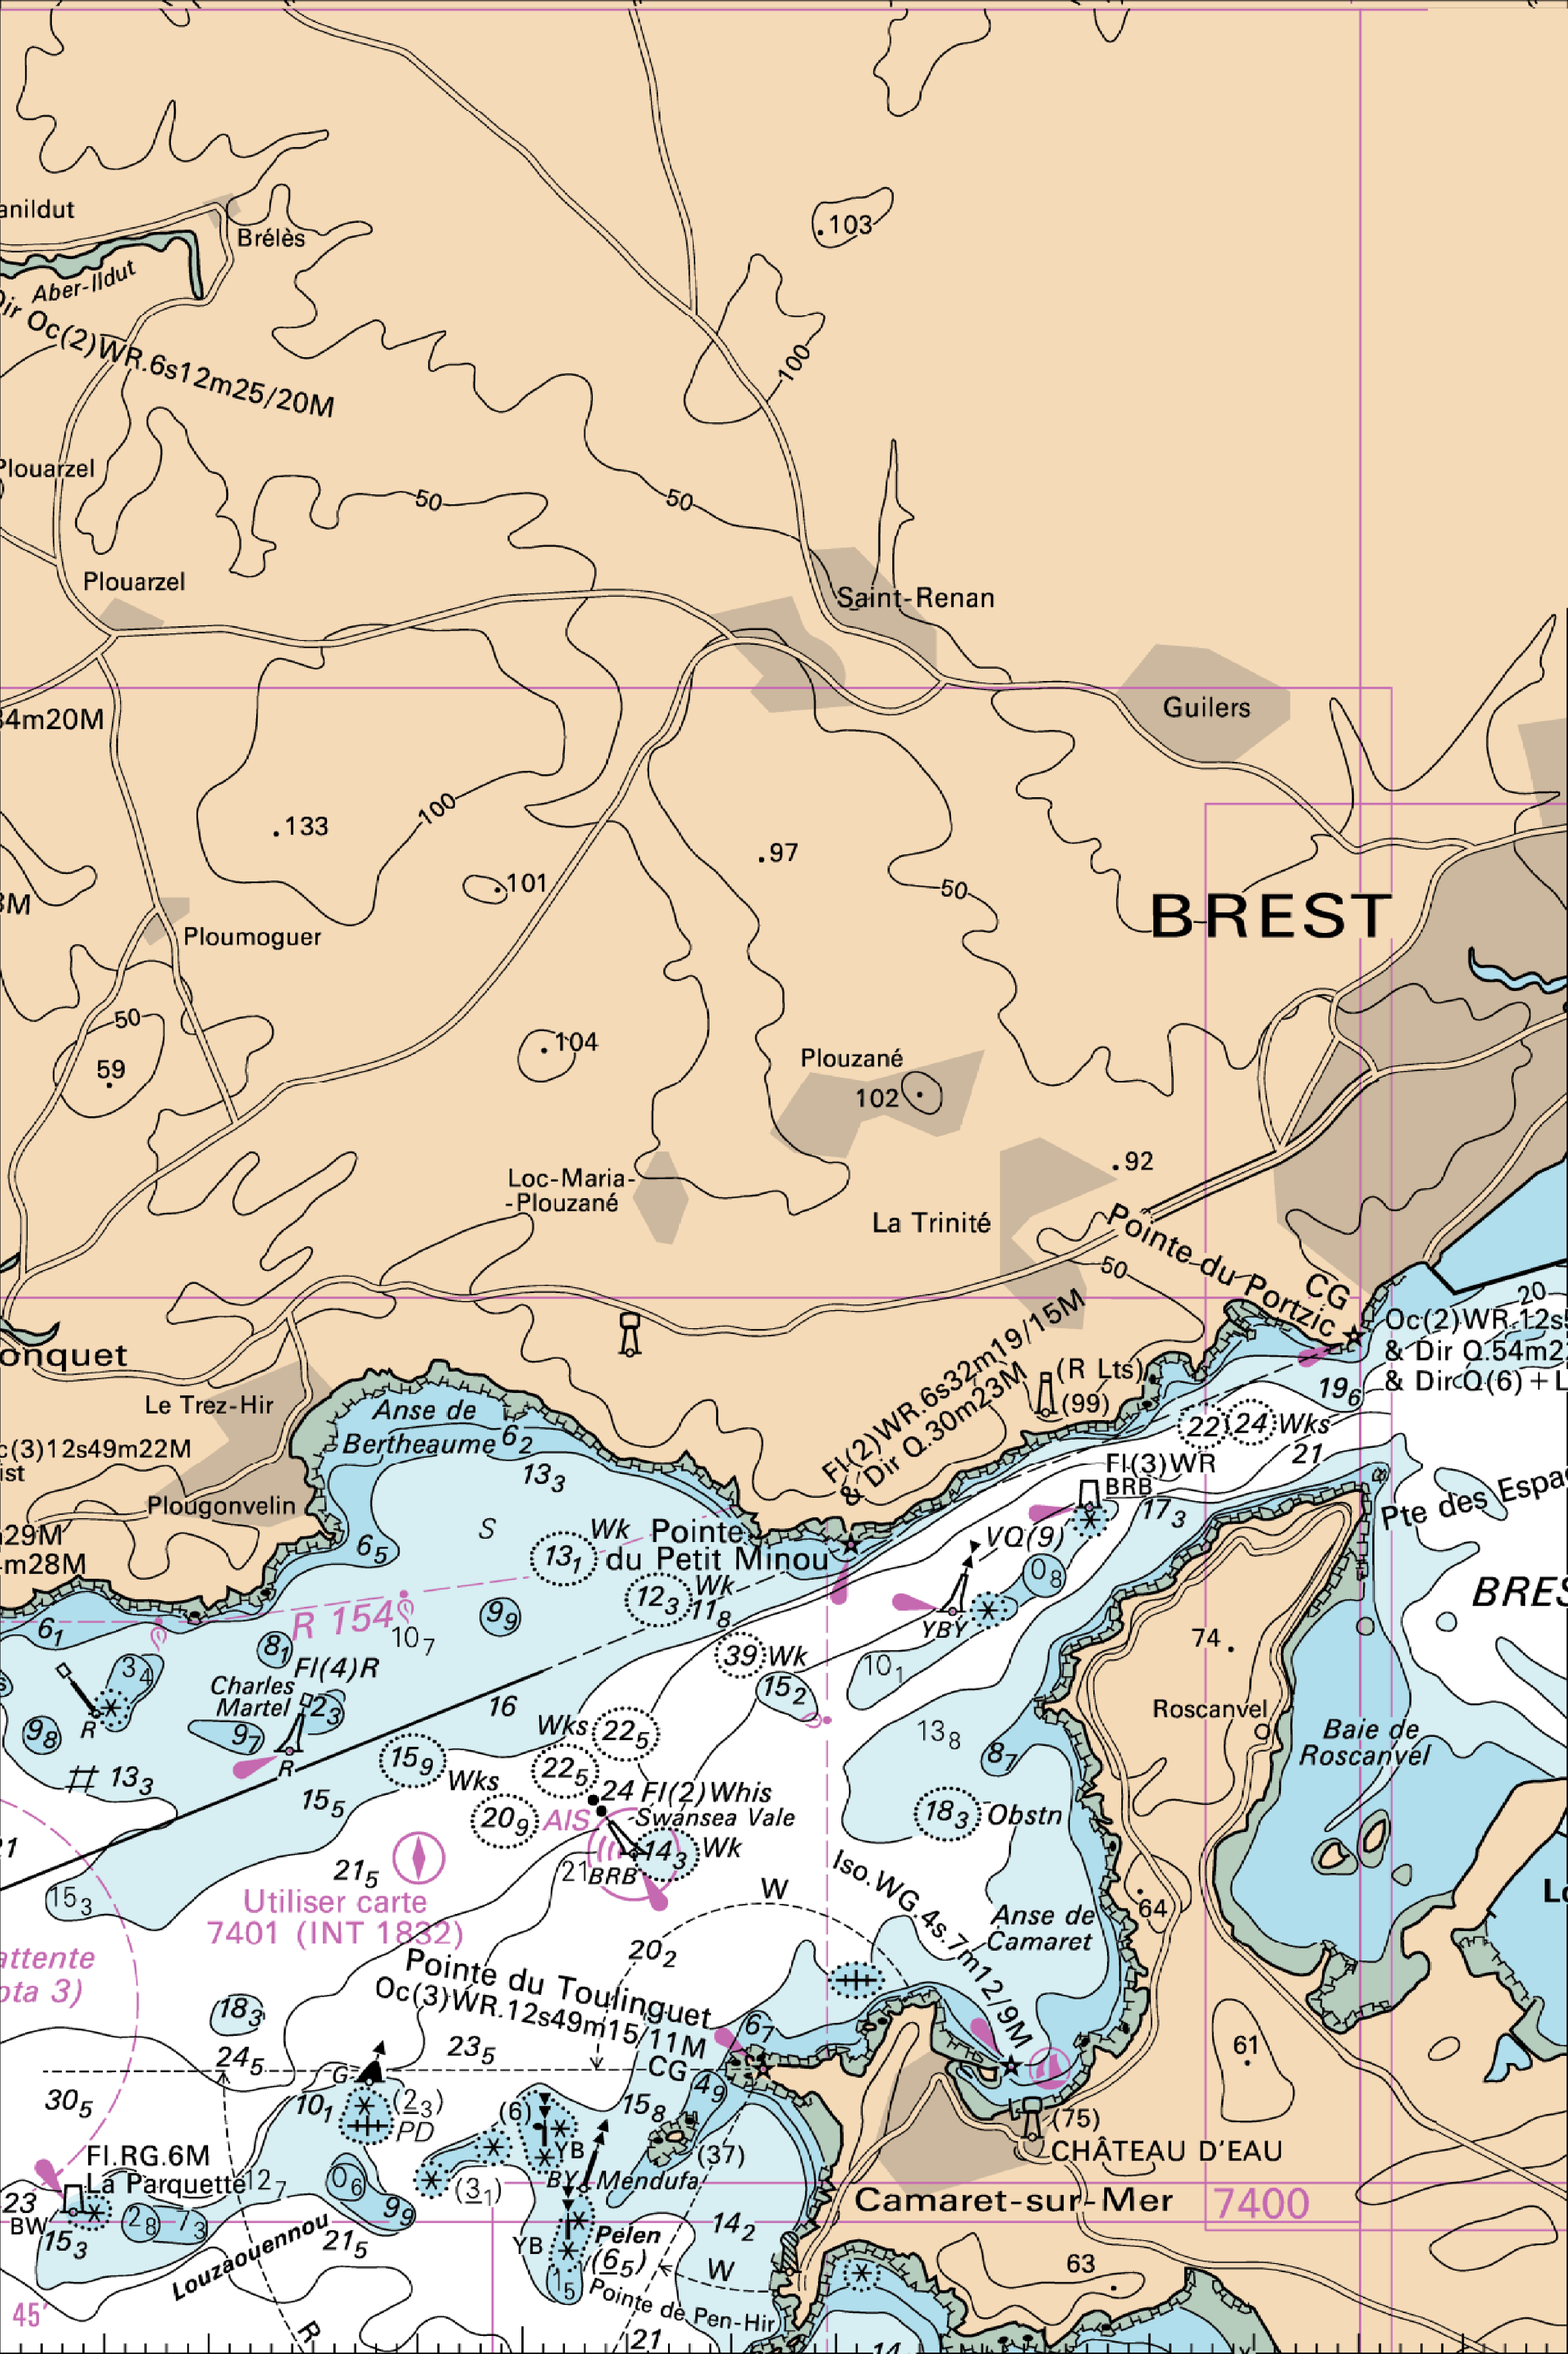 anildut
Brélès
Aber-Ildut
Dir Oc(2)WR.6s12m25/20M
103
100
Plouarzel
50
50
Plouarzel
Saint-Renan
Guilers
34m20M
133
100
101
97
50
BREST
3M
Ploumoguer
50
59
104
Plouzané
102
92
Loc-Maria-
-Plouzané
La Trinité
50
Pointe du Portzic
CG
20
Oc(2)WR.12s
& Dir Q.54m2
& Dir Q(6)+L
196
onquet
Le Trez-Hir
c(3)12s49m22M
ist
Plougonvelin
29M
m28M
Anse de
Bertheaume
62
133
65
S
Fl(2)WR.6s32m19/15M
& Dir Q.30m23M
(R Lts)
(99)
22
24
Wks
21
Fl(3)WR
BRB
173
Pte des Espa
131
Wk
Pointe
du Petit Minou
123
Wk
118
VQ(9)
08
YBY
BRES
61
R 154°
107
99
81
34
R
98
Fl(4)R
Charles
Martel
23
97
R
133
39
Wk
152
101
74
Roscanvel
Baie de
Roscanvel
16
155
159
Wks
Wks
225
225
209
24
Fl(2)Whis
Swansea Vale
AIS
143
Wk
21
BRB
138
87
183
Obstn
21
153
215
Utiliser carte
7401 (INT 1832)
attente
ota 3)
W
202
Iso.WG.4s.7m12/9M
Anse de
Camaret
64
L
Pointe du Toulinguet
Oc(3)WR.12s49m15/11M
CG
67
183
245
235
G
305
101
(23)
PD
(6)
YB
158
49
(37)
61
(75)
CHÂTEAU D'EAU
Fl.RG.6M
La Parquette
127
06
99
(31)
BY
Mendufa
23
BW
153
28
73
Louzaouennou
215
YB
Pelen
(65)
15
142
W
Pointe de Pen-Hir
Camaret-sur-Mer
7400
63
45'
R
21
14